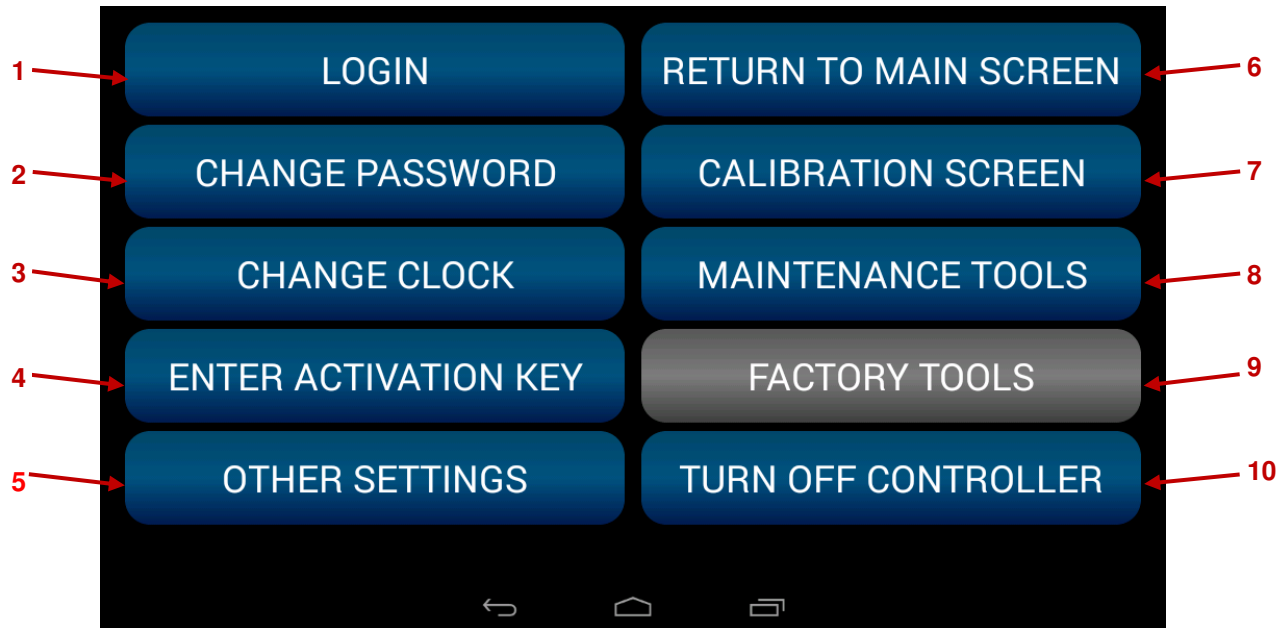 1 LOGIN RETURN TO MAIN SCREEN 6
2 CHANGE PASSWORD CALIBRATION SCREEN 7
3 CHANGE CLOCK MAINTENANCE TOOLS 8
4 ENTER ACTIVATION KEY FACTORY TOOLS 9
5 OTHER SETTINGS TURN OFF CONTROLLER 10